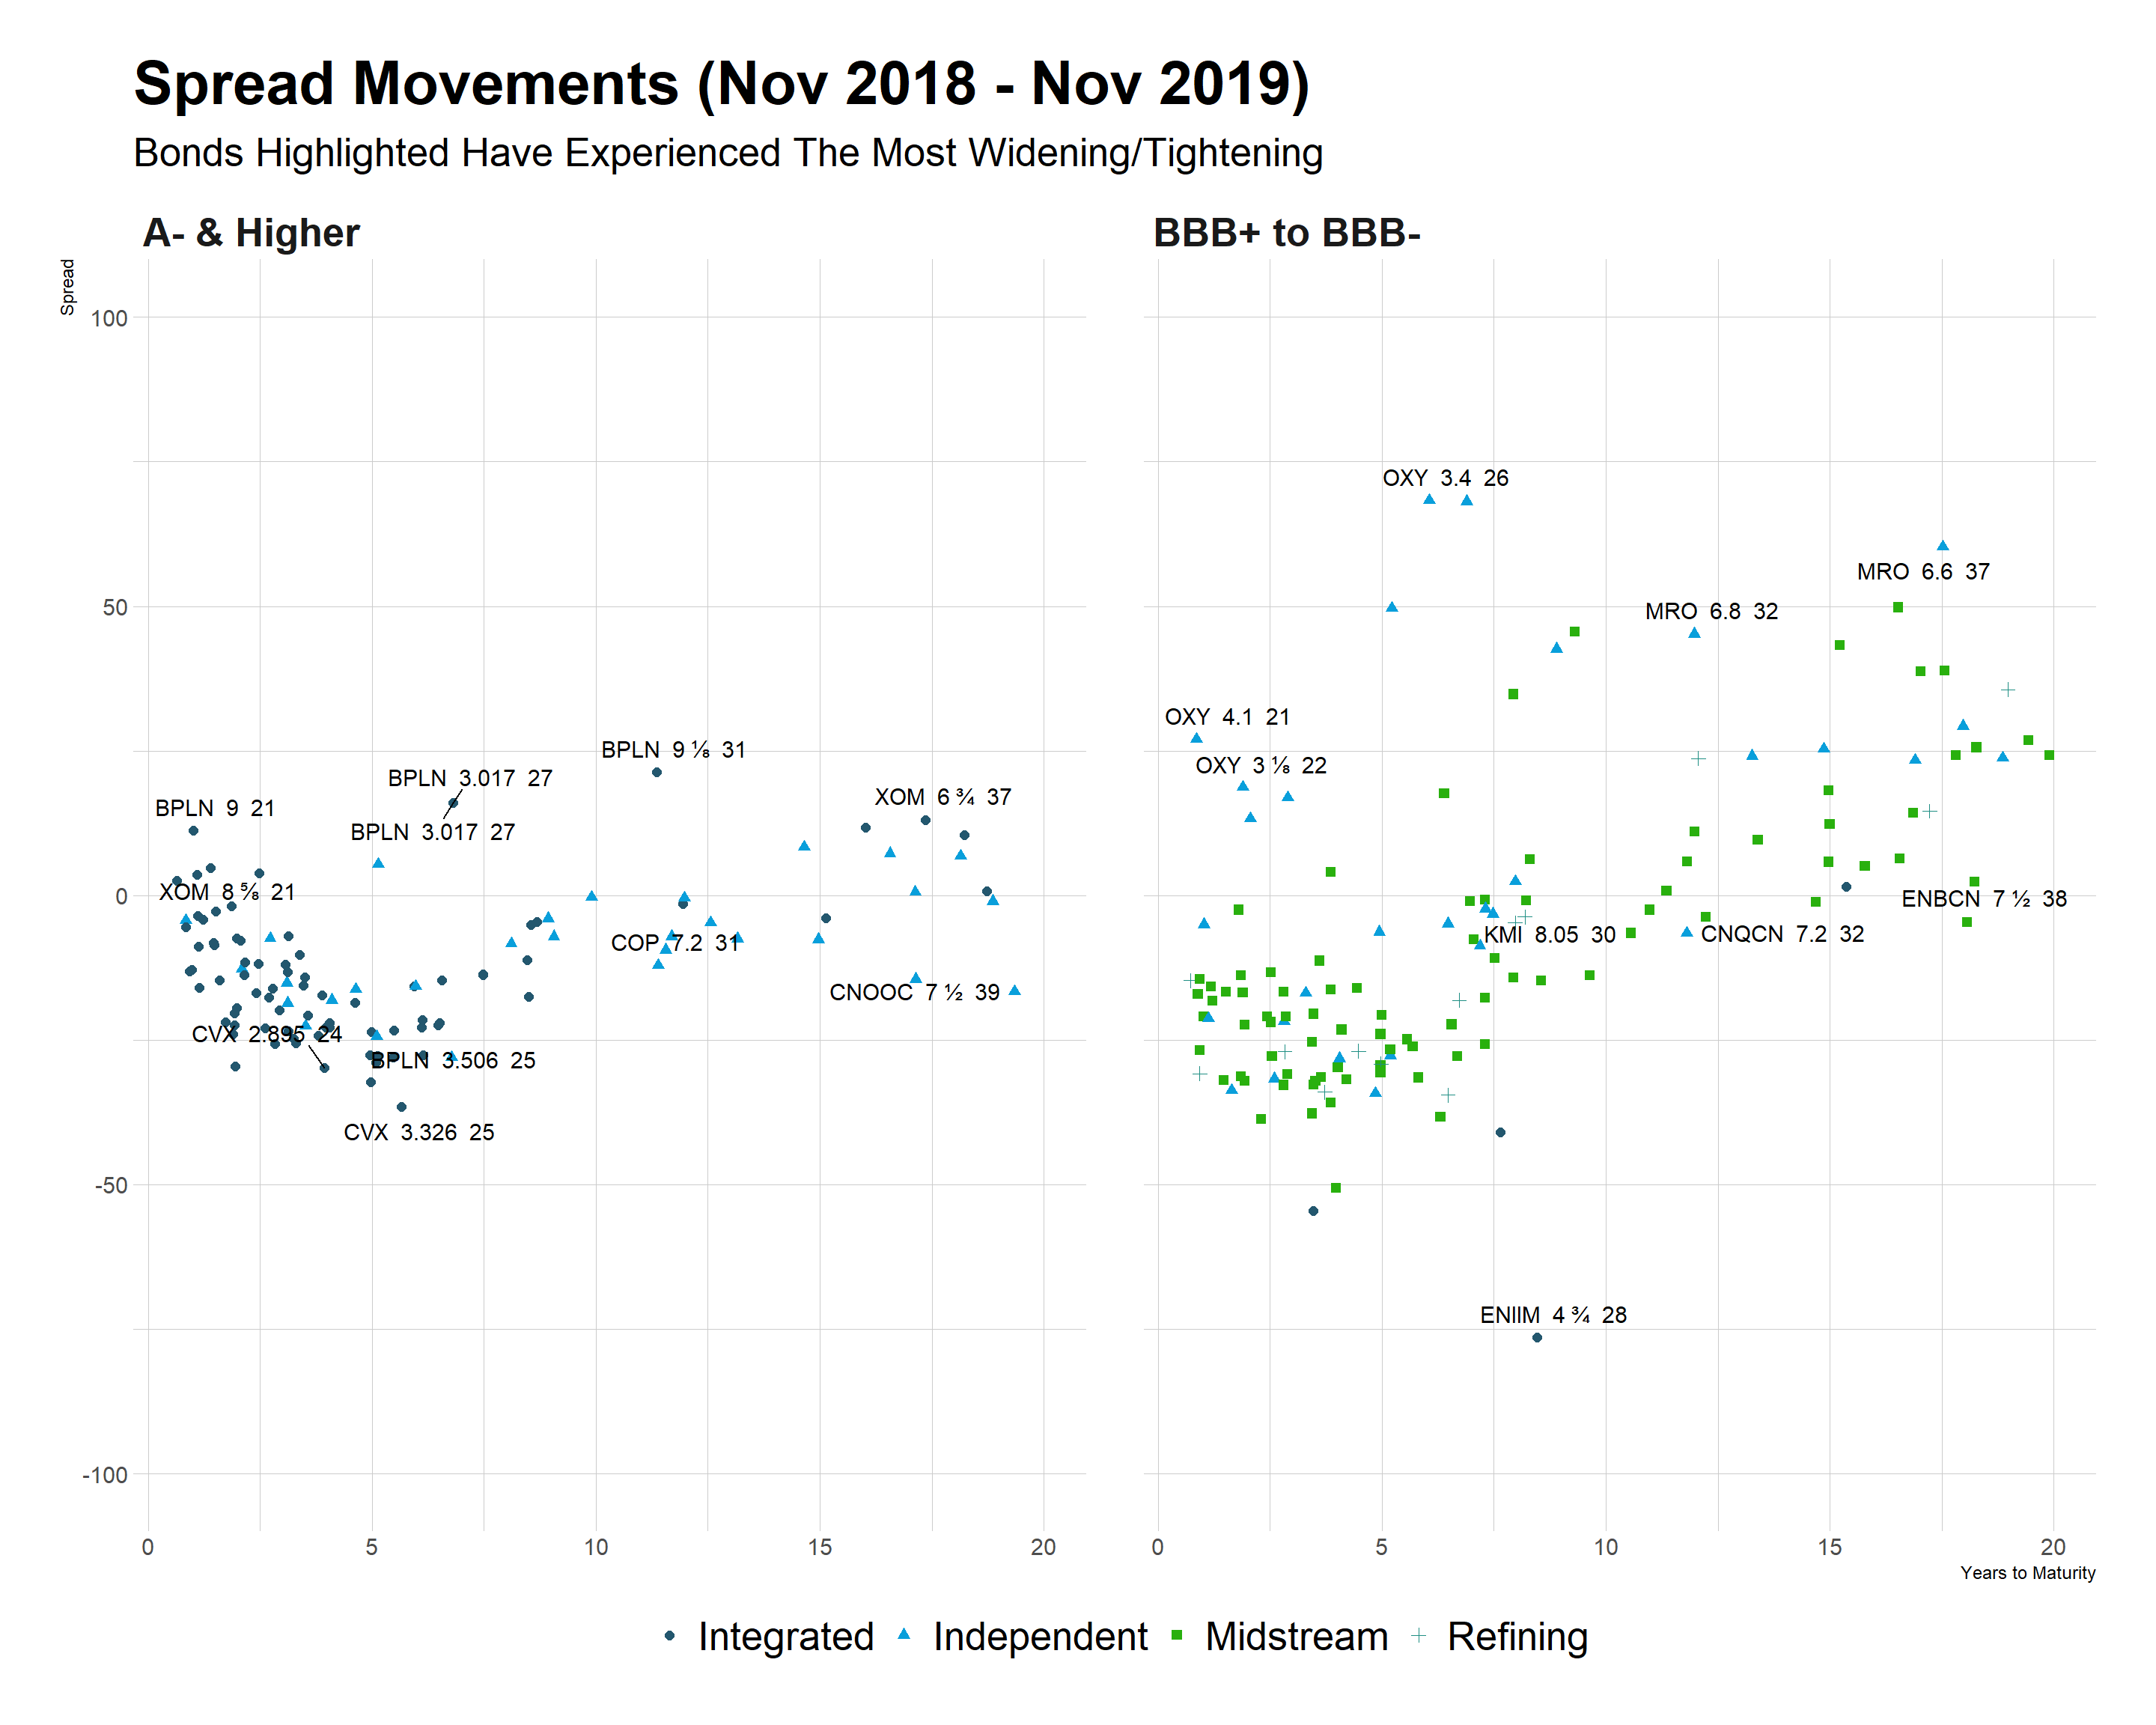 Spread Movements (Nov 2018 - Nov 2019)
Bonds Highlighted Have Experienced The Most Widening/Tightening
A- & Higher
BBB+ to BBB-
Spread
100
50
0
-50
-100
BPLN 9 ⅛ 31
BPLN 3.017 27
BPLN 9 21
XOM 6 ¾ 37
BPLN 3.017 27
XOM 8 ⅝ 21
COP 7.2 31
CNOOC 7 ½ 39
CVX 2.895 24
BPLN 3.506 25
CVX 3.326 25
OXY 3.4 26
MRO 6.6 37
MRO 6.8 32
OXY 4.1 21
OXY 3 ⅛ 22
ENBCN 7 ½ 38
KMI 8.05 30
CNQCN 7.2 32
ENIIM 4 ¾ 28
0 5 10 15 20
0 5 10 15 20
Years to Maturity
Integrated Independent Midstream Refining